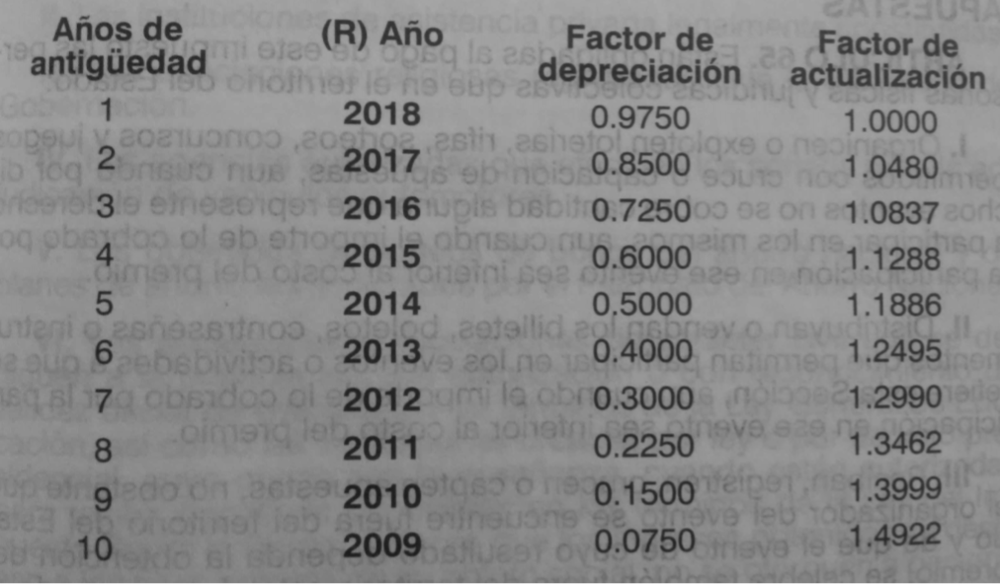 Años de antigüedad (R) Año Factor de depreciación Factor de actualización
1 2018 0.9750 1.0000
2 2017 0.8500 1.0480
3 2016 0.7250 1.0837
4 2015 0.6000 1.1288
5 2014 0.5000 1.1886
6 2013 0.4000 1.2495
7 2012 0.3000 1.2990
8 2011 0.2250 1.3462
9 2010 0.1500 1.3999
10 2009 0.0750 1.4922